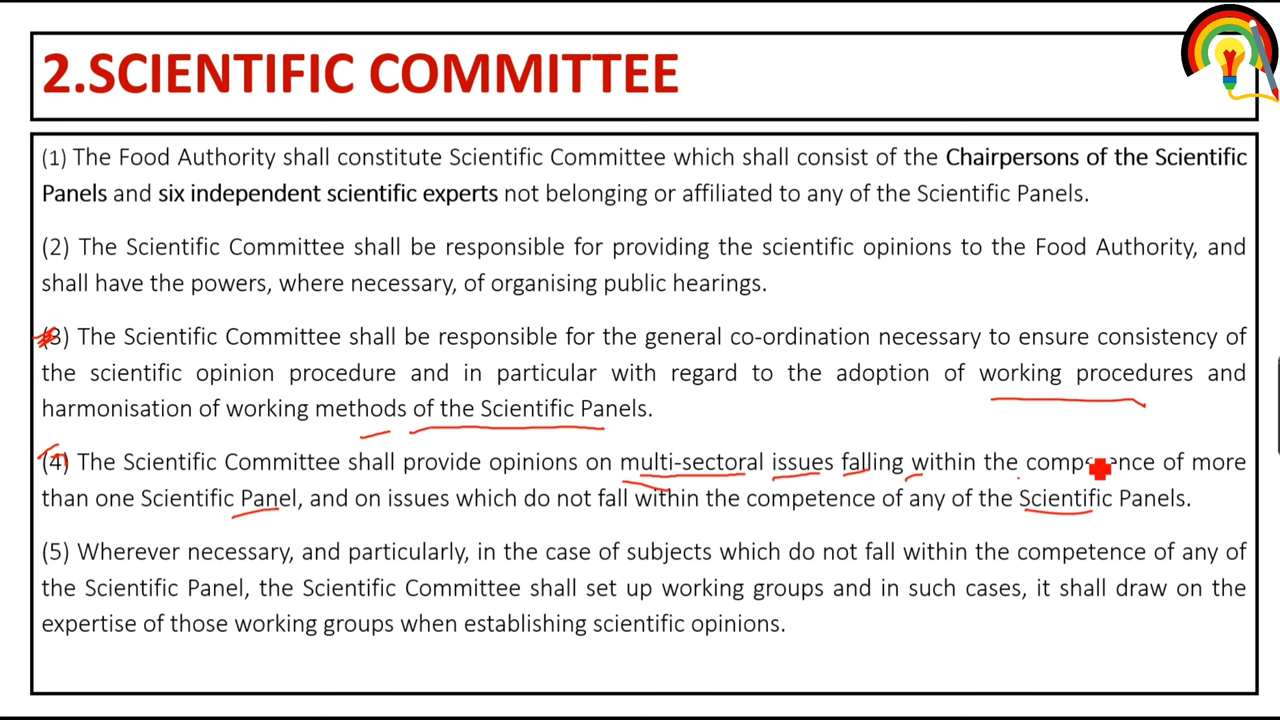 2.SCIENTIFIC COMMITTEE
(1) The Food Authority shall constitute Scientific Committee which shall consist of the Chairpersons of the Scientific
Panels and six independent scientific experts not belonging or affiliated to any of the Scientific Panels.
(2) The Scientific Committee shall be responsible for providing the scientific opinions to the Food Authority, and
shall have the powers, where necessary, of organising public hearings.
(3) The Scientific Committee shall be responsible for the general co-ordination necessary to ensure consistency of
the scientific opinion procedure and in particular with regard to the adoption of working procedures and
harmonisation of working methods of the Scientific Panels.
(4) The Scientific Committee shall provide opinions on multi-sectoral issues falling within the competence of more
than one Scientific Panel, and on issues which do not fall within the competence of any of the Scientific Panels.
(5) Wherever necessary, and particularly, in the case of subjects which do not fall within the competence of any of
the Scientific Panel, the Scientific Committee shall set up working groups and in such cases, it shall draw on the
expertise of those working groups when establishing scientific opinions.